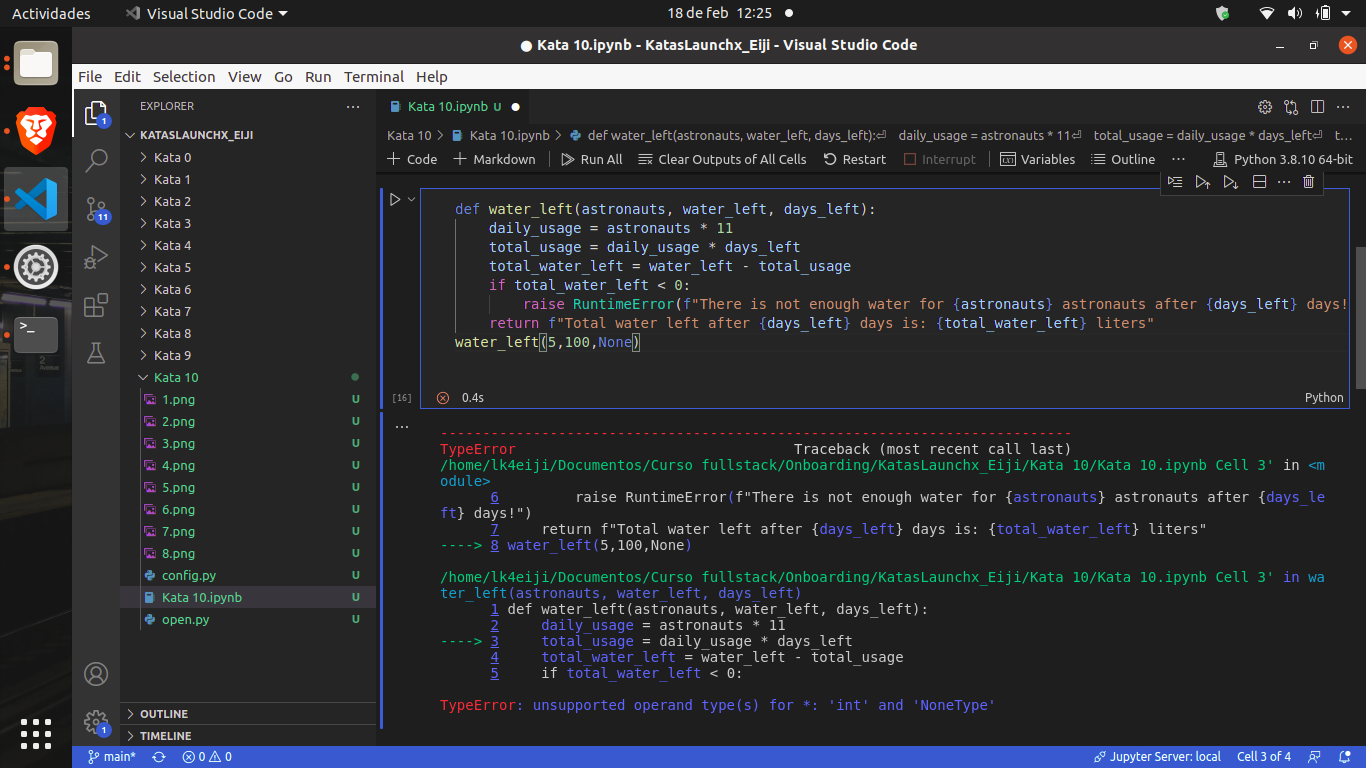 Actividades
Visual Studio Code
18 de feb 12:25
● Kata 10.ipynb - KatasLaunchx_Eiji - Visual Studio Code
File Edit Selection View Go Run Terminal Help
EXPLORER
KATASLAUNCHX_EIJI
Kata 0
Kata 1
Kata 2
Kata 3
Kata 4
Kata 5
Kata 6
Kata 7
Kata 8
Kata 9
Kata 10
1.png U
2.png U
3.png U
4.png U
5.png U
6.png U
7.png U
8.png U
config.py U
Kata 10.ipynb U
open.py U
OUTLINE
TIMELINE
1
11
1
Kata 10.ipynb U ●
Kata 10 > Kata 10.ipynb > def water_left(astronauts, water_left, days_left):⏎ daily_usage = astronauts * 11⏎ total_usage = daily_usage * days_left⏎ t…
+ Code + Markdown Run All Clear Outputs of All Cells Restart Interrupt Variables Outline ··· Python 3.8.10 64-bit
def water_left(astronauts, water_left, days_left):
    daily_usage = astronauts * 11
    total_usage = daily_usage * days_left
    total_water_left = water_left - total_usage
    if total_water_left < 0:
        raise RuntimeError(f"There is not enough water for {astronauts} astronauts after {days_left} days!
    return f"Total water left after {days_left} days is: {total_water_left} liters"
water_left(5,100,None)
[16] 0.4s Python
---------------------------------------------------------------------------
TypeError                                 Traceback (most recent call last)
/home/lk4eiji/Documentos/Curso fullstack/Onboarding/KatasLaunchx_Eiji/Kata 10/Kata 10.ipynb Cell 3' in <m
odule>
      6         raise RuntimeError(f"There is not enough water for {astronauts} astronauts after {days_le
ft} days!")
      7     return f"Total water left after {days_left} days is: {total_water_left} liters"
----> 8 water_left(5,100,None)
/home/lk4eiji/Documentos/Curso fullstack/Onboarding/KatasLaunchx_Eiji/Kata 10/Kata 10.ipynb Cell 3' in wa
ter_left(astronauts, water_left, days_left)
      1 def water_left(astronauts, water_left, days_left):
      2     daily_usage = astronauts * 11
----> 3     total_usage = daily_usage * days_left
      4     total_water_left = water_left - total_usage
      5     if total_water_left < 0:
TypeError: unsupported operand type(s) for *: 'int' and 'NoneType'
main* 0 0
Jupyter Server: local Cell 3 of 4